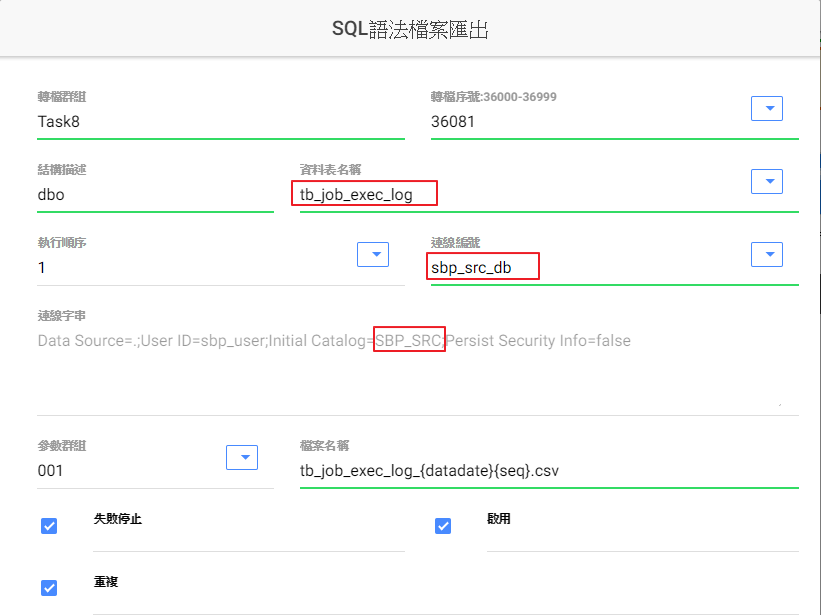 SQL語法檔案匯出
轉檔群組 轉檔序號:36000-36999
Task8 36081
結構描述 資料表名稱
dbo tb_job_exec_log
執行順序 連線編號
1 sbp_src_db
連線字串
Data Source=.;User ID=sbp_user;Initial Catalog=SBP_SRC;Persist Security Info=false
參數群組 檔案名稱
001 tb_job_exec_log_{datadate}{seq}.csv
失敗停止 啟用
重複